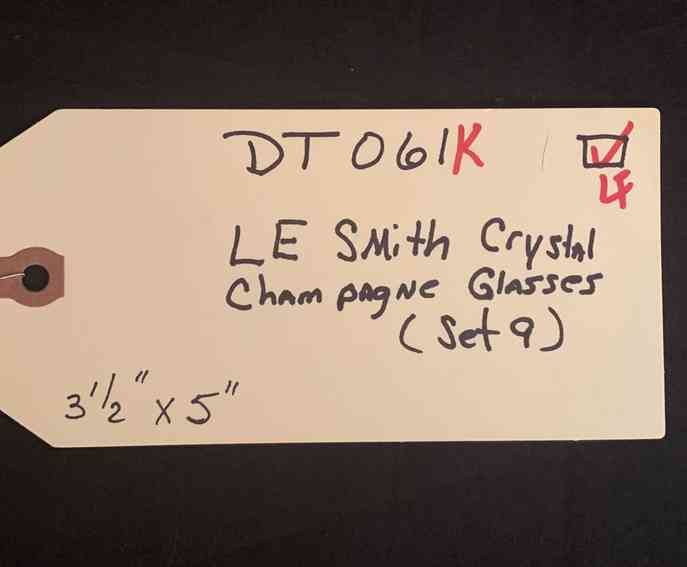 DT061K ☑
LF
LE Smith Crystal
Champagne Glasses
(Set 9)
3 1/2" x 5"